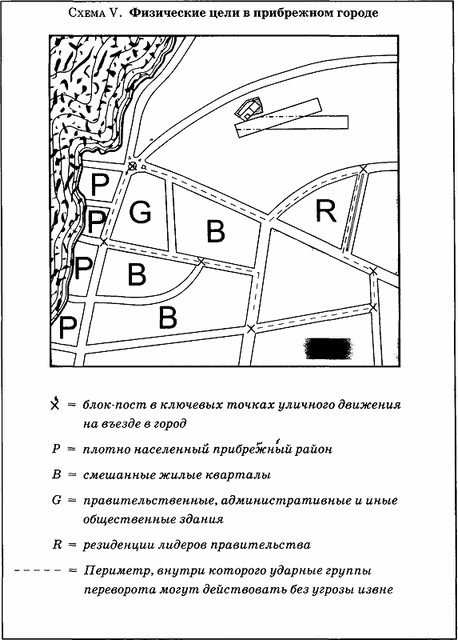 Схема V. Физические цели в прибрежном городе
P
G
P
R
B
P
B
P
B
= блок-пост в ключевых точках уличного движения
на въезде в город
P = плотно населенный прибрежный район
B = смешанные жилые кварталы
G = правительственные, административные и иные
общественные здания
R = резиденции лидеров правительства
----- = Периметр, внутри которого ударные группы
переворота могут действовать без угрозы извне